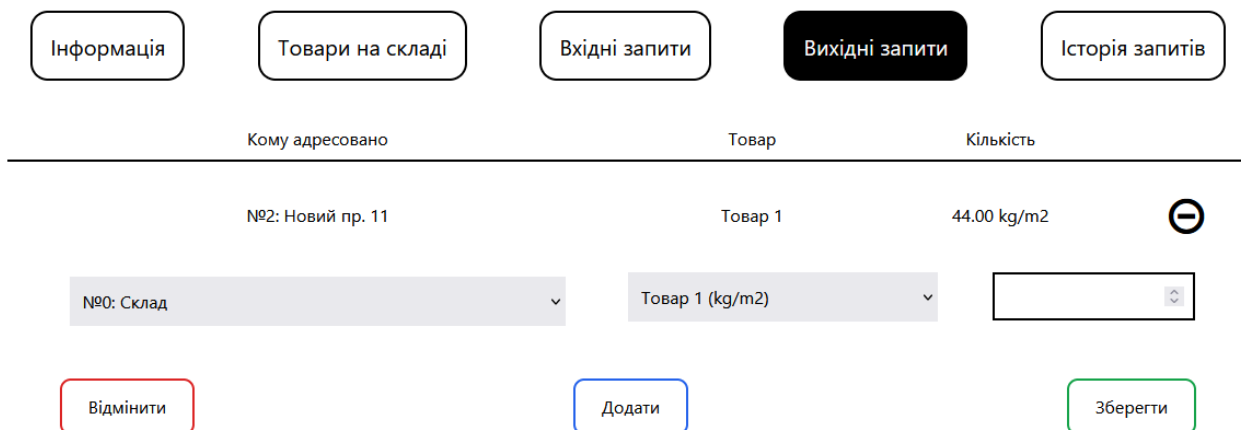 Інформація Товари на складі Вхідні запити Вихідні запити Історія запитів
Кому адресовано Товар Кількість
№2: Новий пр. 11 Товар 1 44.00 kg/m2
№0: Склад Товар 1 (kg/m2)
Відмінити Додати Зберегти